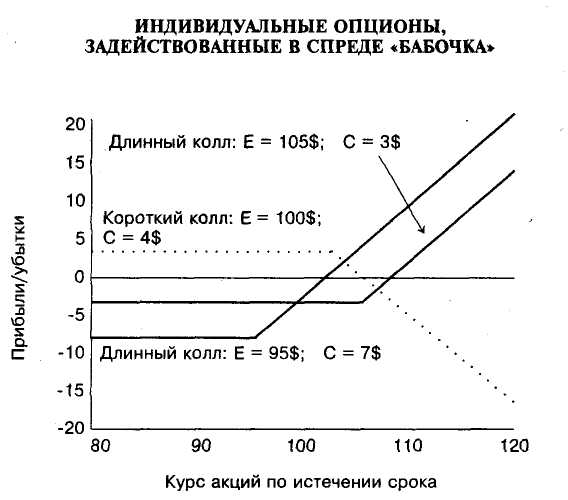 ИНДИВИДУАЛЬНЫЕ ОПЦИОНЫ,
ЗАДЕЙСТВОВАННЫЕ В СПРЕДЕ «БАБОЧКА»
20
Длинный колл: E = 105$; C = 3$
15
10
Короткий колл: E = 100$;
5
C = 4$
0
-5
-10
Длинный колл: E = 95$; C = 7$
-15
-20
Прибыли/убытки
80 90 100 110 120
Курс акций по истечении срока